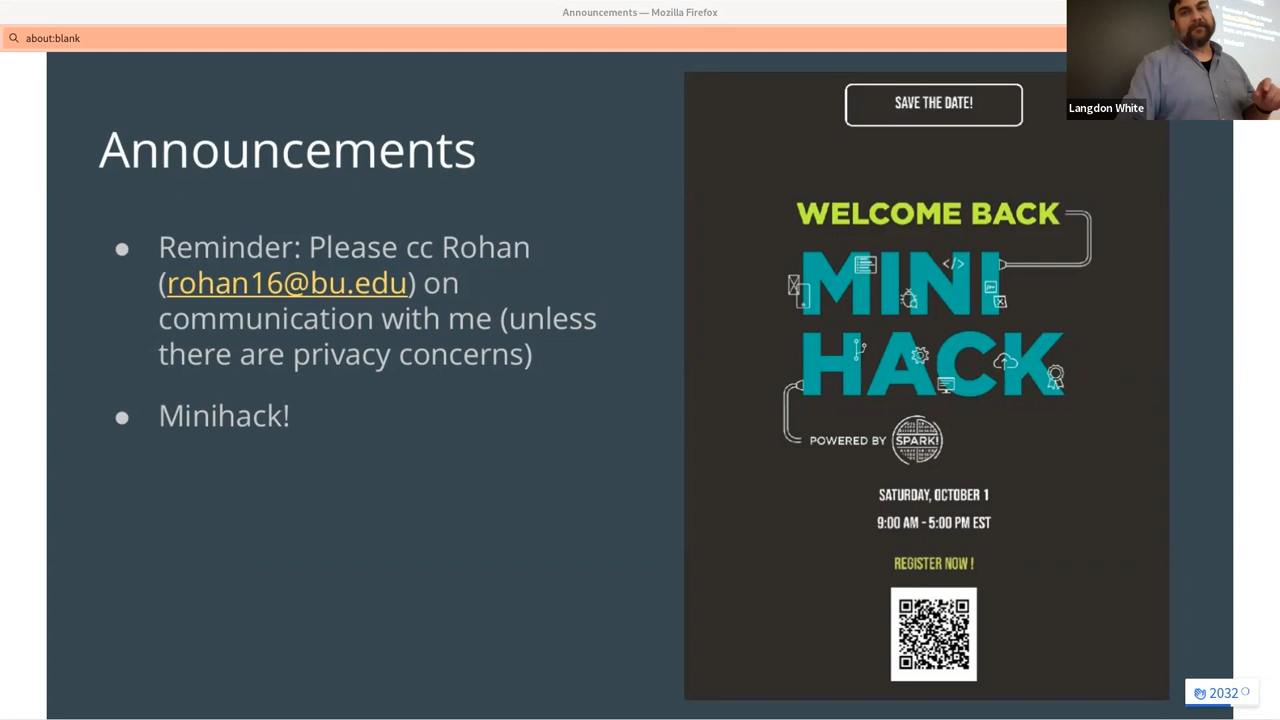 Announcements — Mozilla Firefox
about:blank
Langdon White
Announcements
● Reminder: Please cc Rohan
(rohan16@bu.edu) on
communication with me (unless
there are privacy concerns)
● Minihack!
SAVE THE DATE!
WELCOME BACK
MINI
</>
HACK
POWERED BY SPARK!
SATURDAY, OCTOBER 1
9:00 AM - 5:00 PM EST
REGISTER NOW !
2032